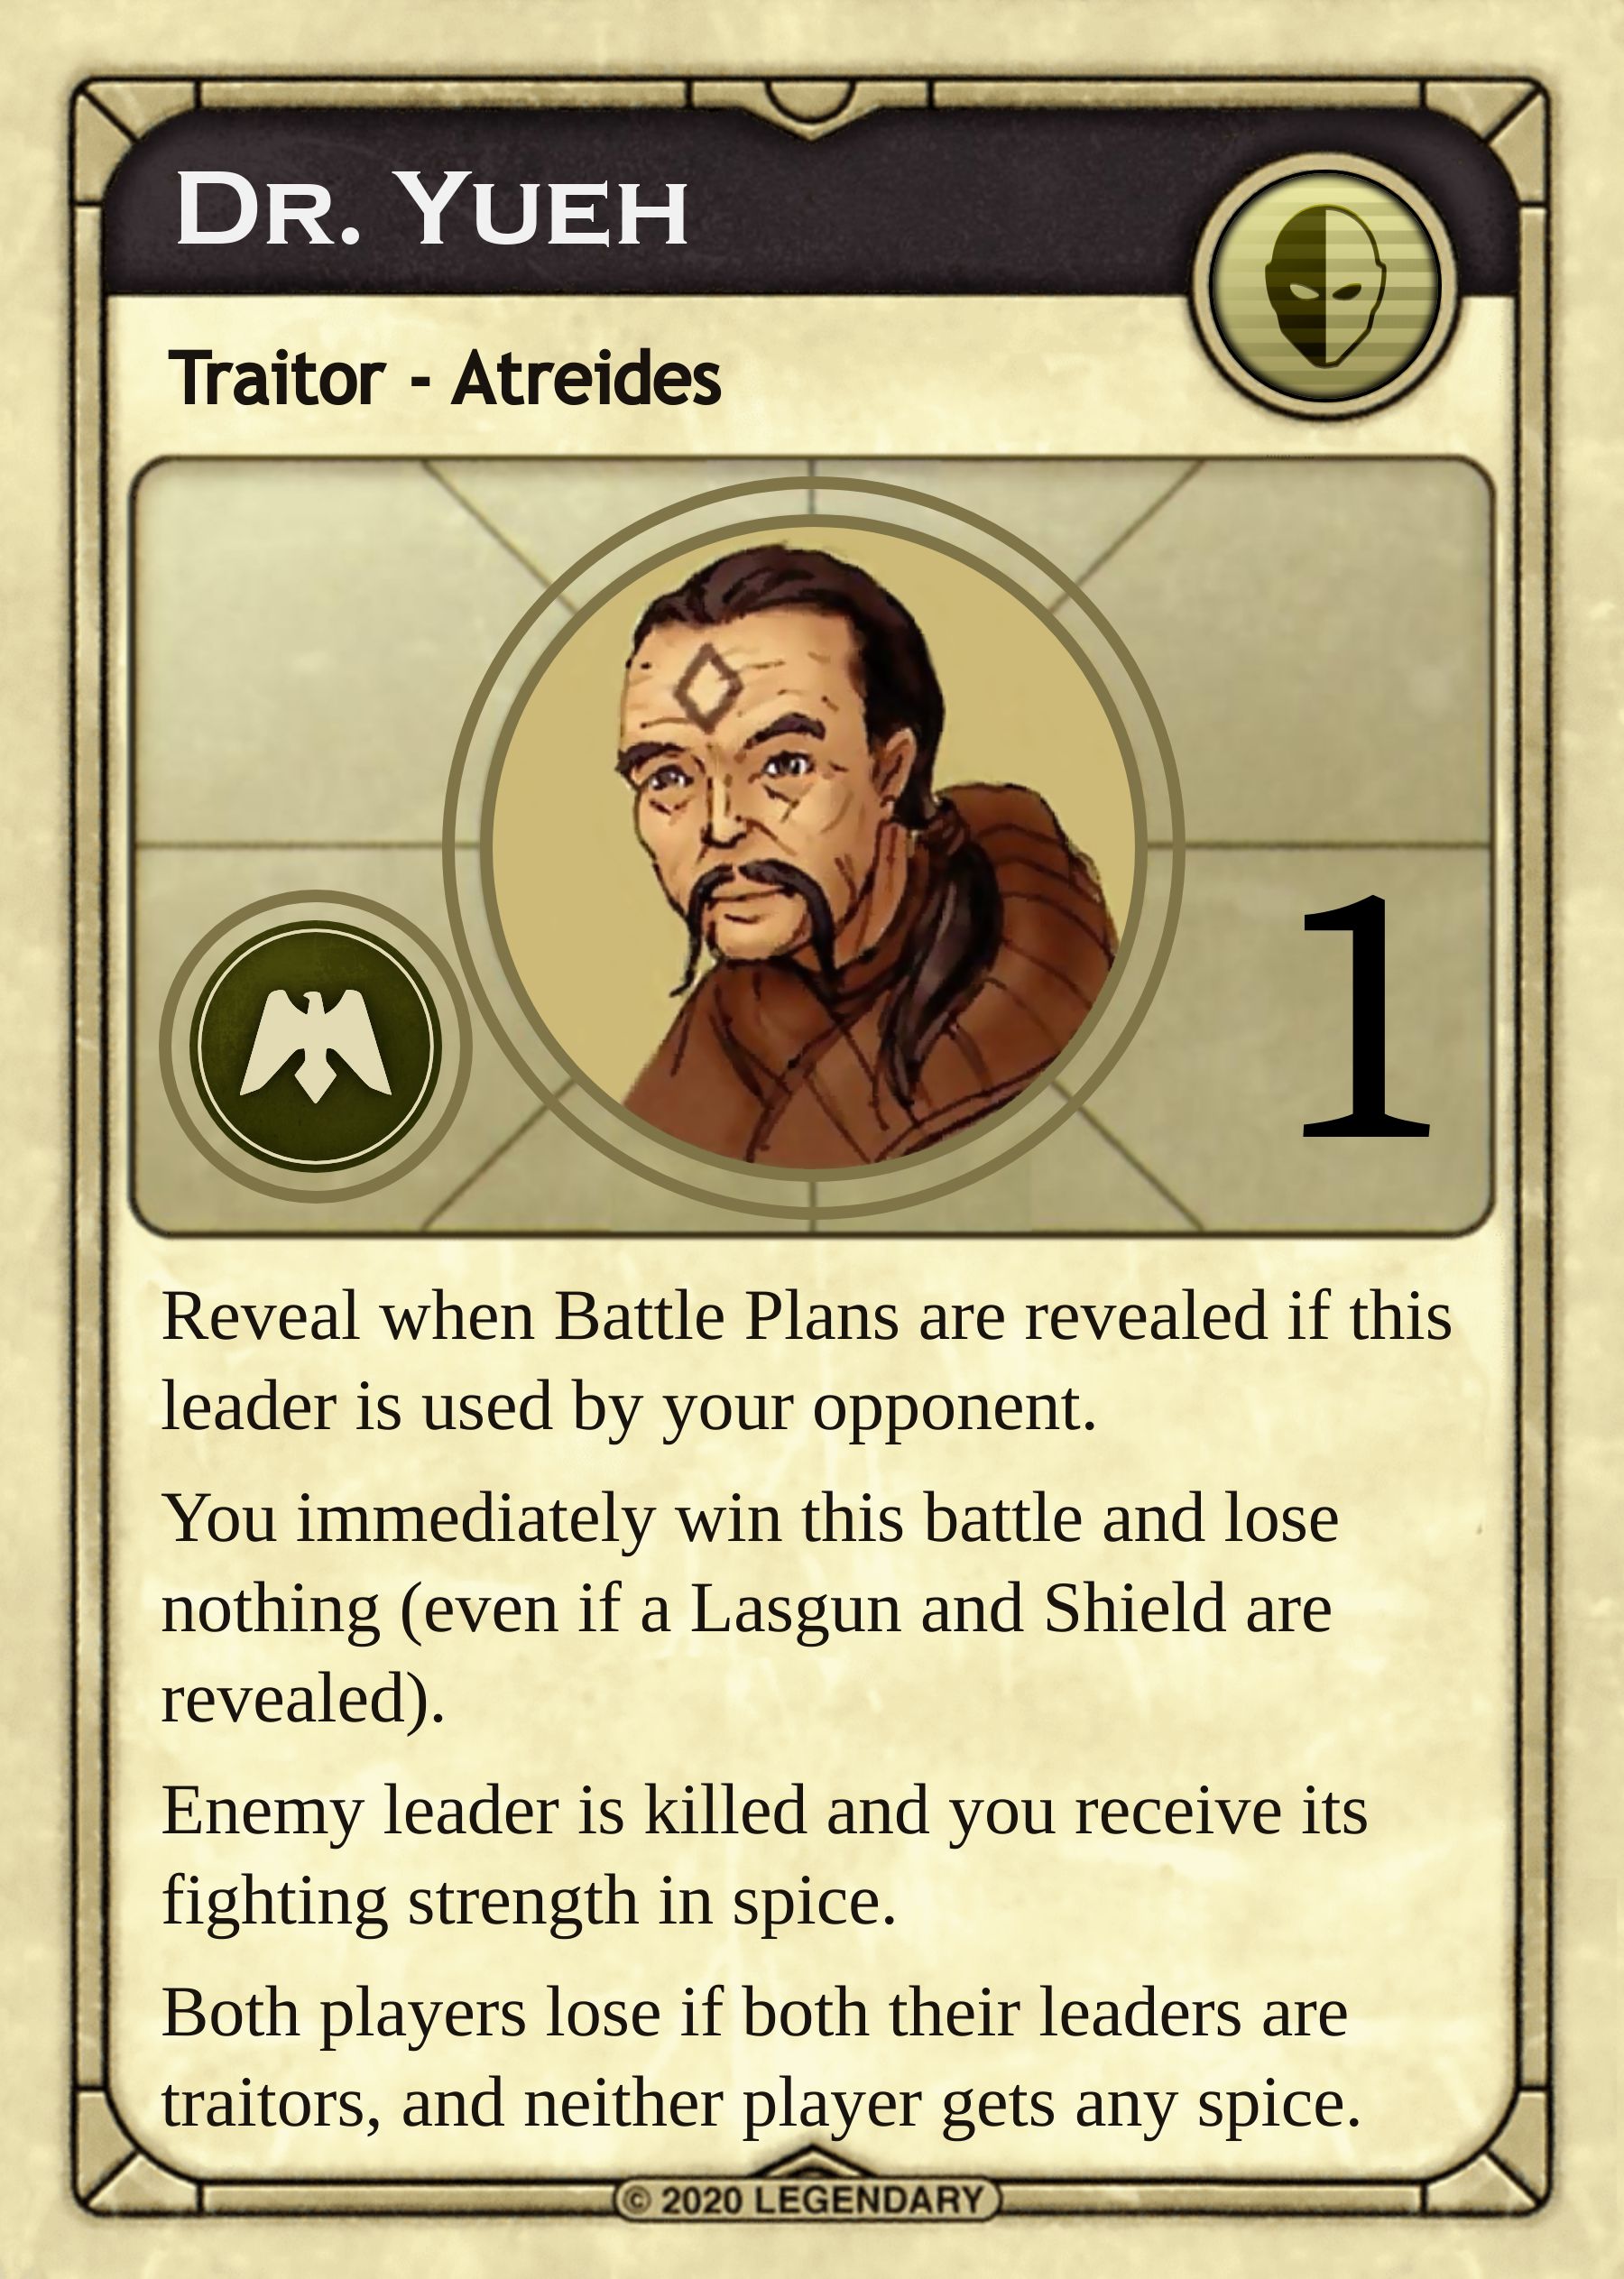 DR. YUEH
Traitor - Atreides
1
Reveal when Battle Plans are revealed if this
leader is used by your opponent.
You immediately win this battle and lose
nothing (even if a Lasgun and Shield are
revealed).
Enemy leader is killed and you receive its
fighting strength in spice.
Both players lose if both their leaders are
traitors, and neither player gets any spice.
© 2020 LEGENDARY